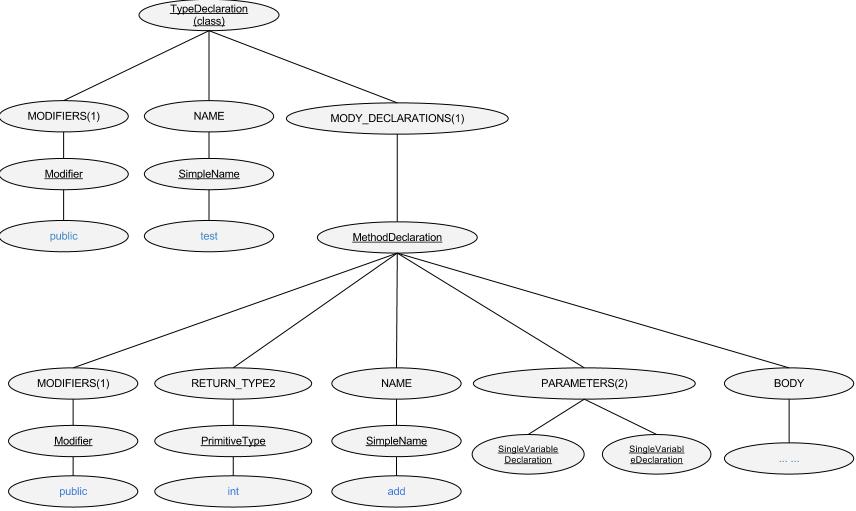 TypeDeclaration
(class)
MODIFIERS(1)
NAME
MODY_DECLARATIONS(1)
Modifier
SimpleName
public
test
MethodDeclaration
MODIFIERS(1)
RETURN_TYPE2
NAME
PARAMETERS(2)
BODY
Modifier
PrimitiveType
SimpleName
SingleVariable
Declaration
SingleVariabl
eDeclaration
... ...
public
int
add